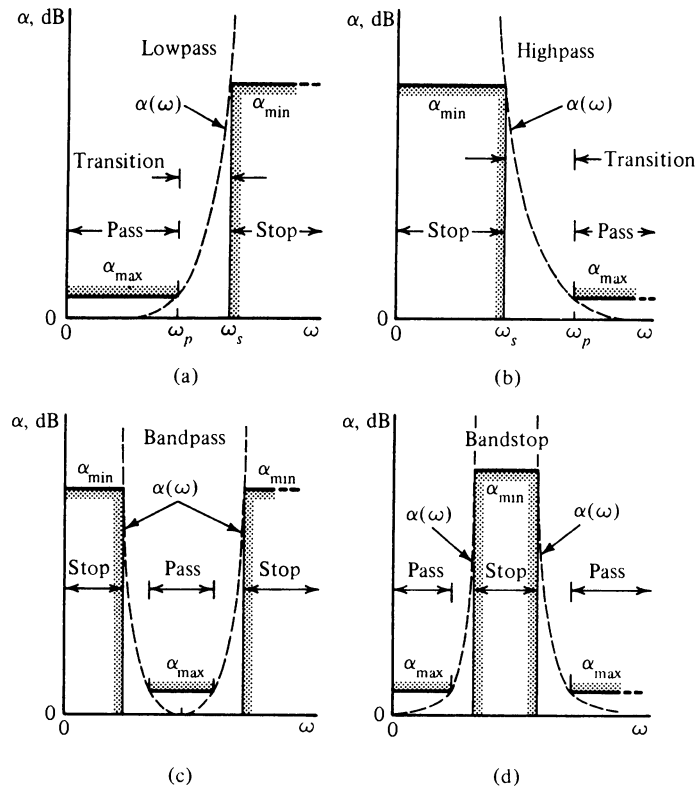 α, dB
Lowpass
α(ω)
α_min
Transition
Pass
Stop
α_max
0
0
ω_p
ω_s
ω
(a)
α, dB
Highpass
α_min
α(ω)
Transition
Stop
Pass
α_max
0
ω_s
ω_p
ω
(b)
α, dB
Bandpass
α_min
α_min
α(ω)
Stop
Pass
Stop
α_max
0
0
ω
(c)
α, dB
Bandstop
α_min
α(ω)
α(ω)
Pass
Stop
Pass
α_max
α_max
0
0
ω
(d)